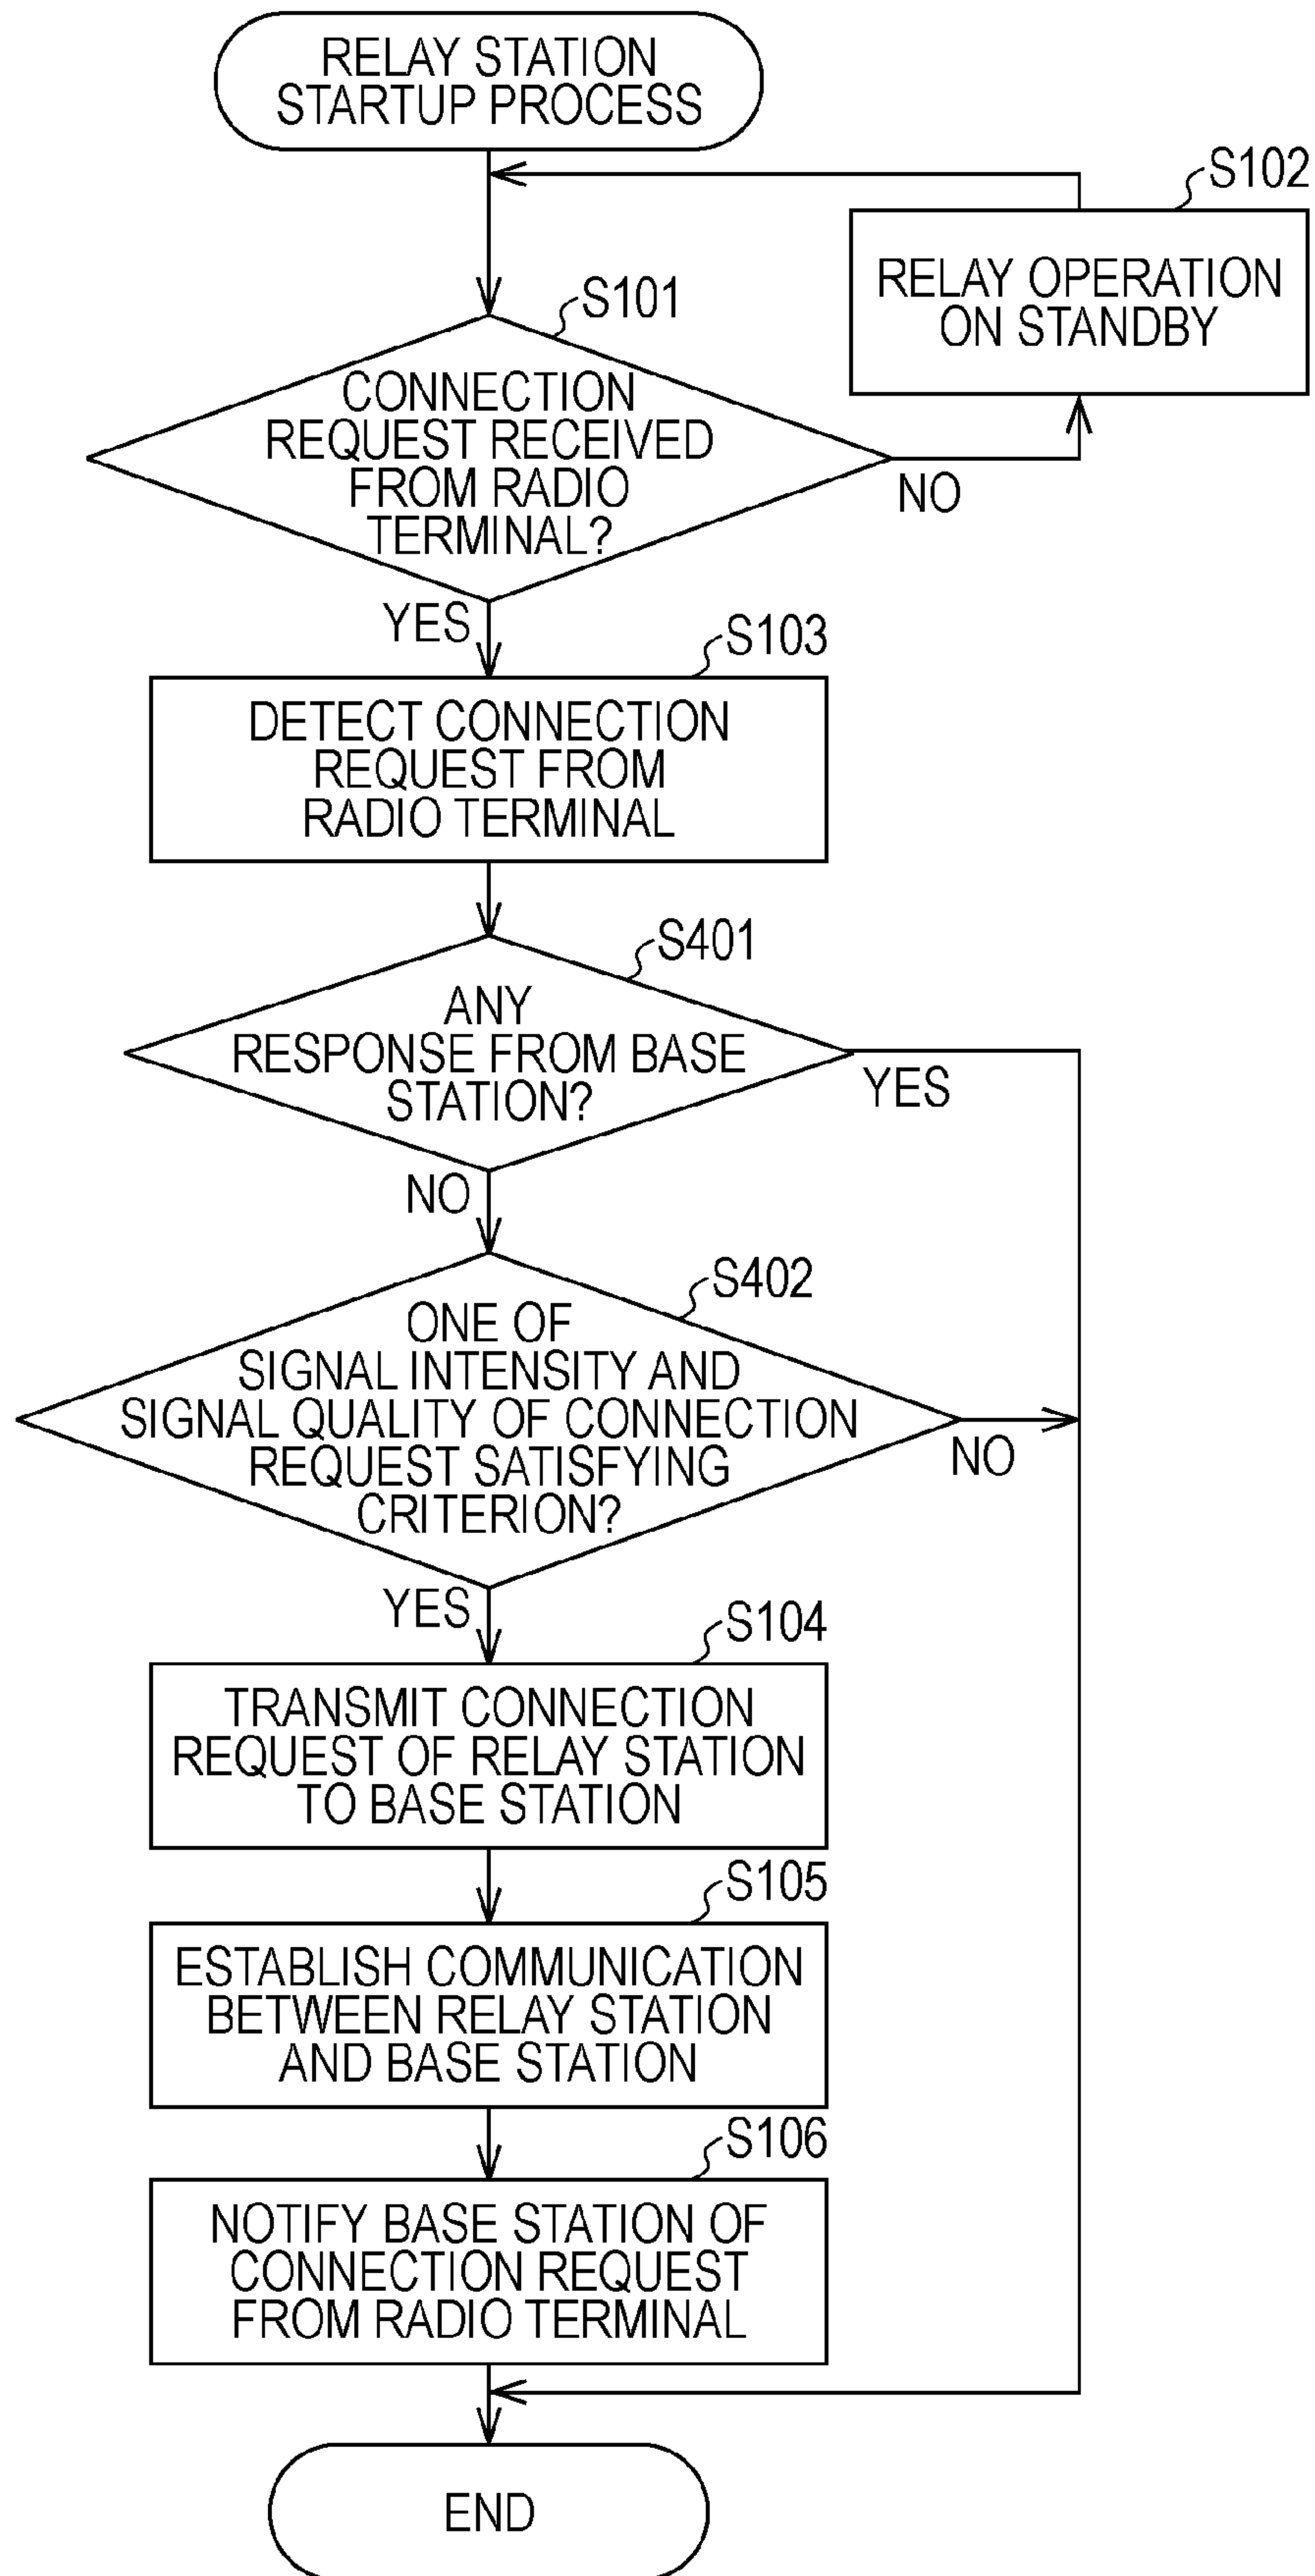 RELAY STATION
STARTUP PROCESS
S102
RELAY OPERATION
ON STANDBY
S101
CONNECTION
REQUEST RECEIVED
FROM RADIO
TERMINAL?
NO
YES
S103
DETECT CONNECTION
REQUEST FROM
RADIO TERMINAL
S401
ANY
RESPONSE FROM BASE
STATION?
YES
NO
S402
ONE OF
SIGNAL INTENSITY AND
SIGNAL QUALITY OF CONNECTION
REQUEST SATISFYING
CRITERION?
NO
YES
S104
TRANSMIT CONNECTION
REQUEST OF RELAY STATION
TO BASE STATION
S105
ESTABLISH COMMUNICATION
BETWEEN RELAY STATION
AND BASE STATION
S106
NOTIFY BASE STATION OF
CONNECTION REQUEST
FROM RADIO TERMINAL
END